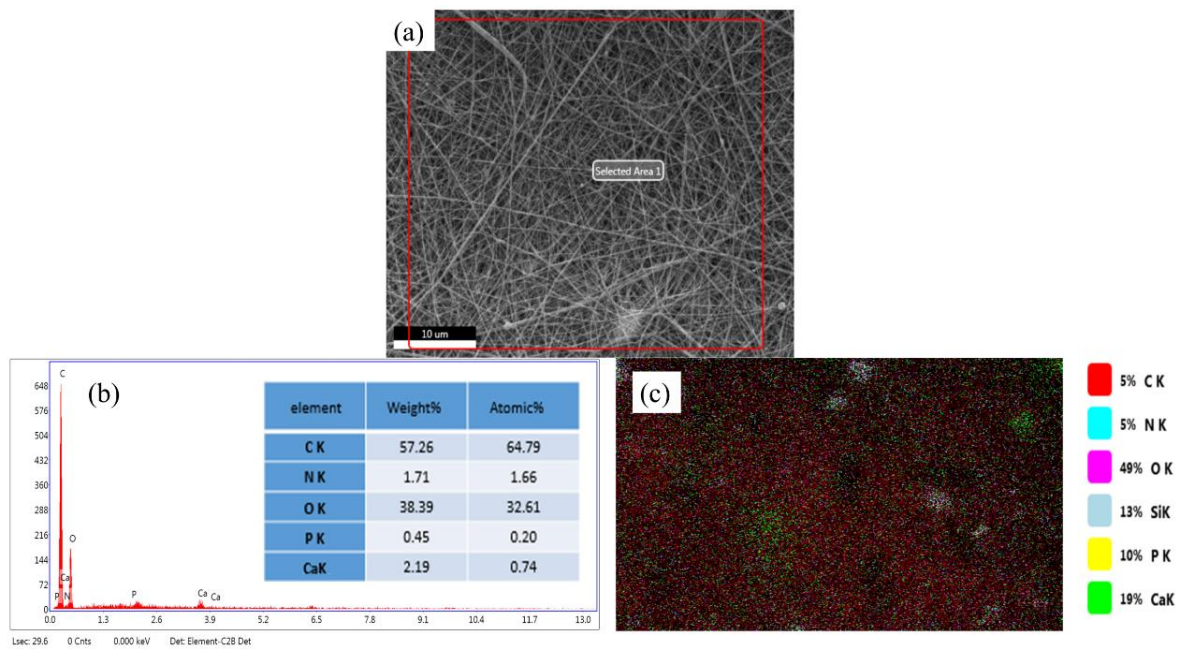 (a)
Selected Area 1
10 um
(b)
648
576
504
432
360
288
216
144
72
0
C
O
Ca
P
N
P
Ca
Ca
0.0 1.3 2.6 3.9 5.2 6.5 7.8 9.1 10.4 11.7 13.0
Lsec: 29.6 0 Cnts 0.000 keV Det: Element-C2B Det
element Weight% Atomic%
C K 57.26 64.79
N K 1.71 1.66
O K 38.39 32.61
P K 0.45 0.20
CaK 2.19 0.74
(c)
5% C K
5% N K
49% O K
13% SiK
10% P K
19% CaK